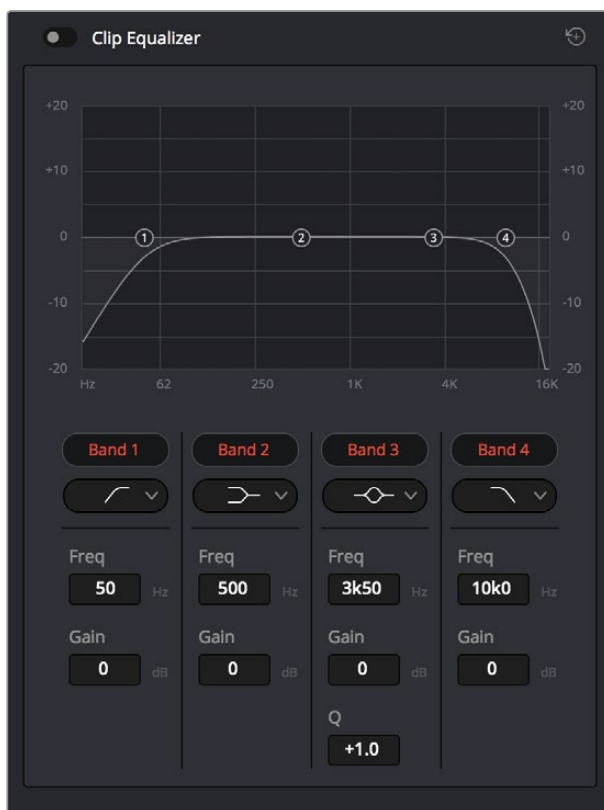 Clip Equalizer
+20 +20
+10 +10
0 1 2 3 4 0
-10 -10
-20 -20
Hz 62 250 1K 4K 16K
Band 1 Band 2 Band 3 Band 4
Freq Freq Freq Freq
50 Hz 500 Hz 3k50 Hz 10k0 Hz
Gain Gain Gain Gain
0 dB 0 dB 0 dB 0 dB
Q
+1.0